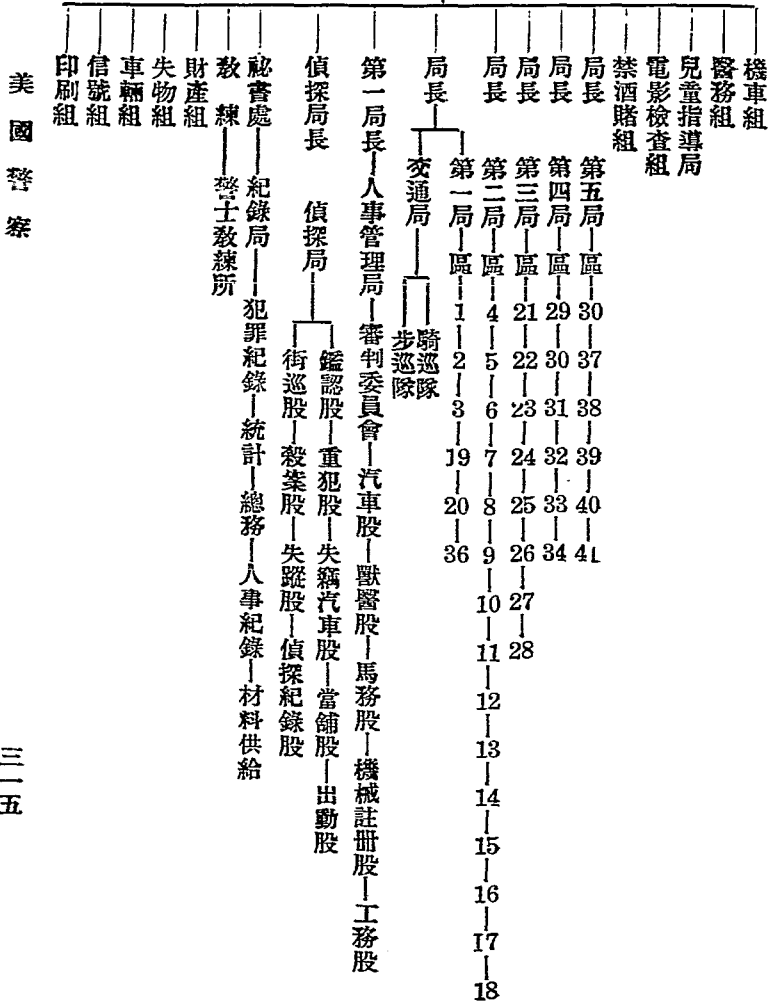 機車組
醫務組
兒童指導局
電影檢查組
禁酒賭組
局長 第五局 區 30 37 38 39 40 41
局長 第四局 區 29 30 31 32 33 34
局長 第三局 區 21 22 23 24 25 26 27 28
局長 第二局 區 4 5 6 7 8 9 10 11 12 13 14 15 16 17 18
局長 第一局 區 1 2 3 19 20 36
交通局 騎巡隊
步巡隊
第一局長 人事管理局 審判委員會 汽車股 獸醫股 馬務股 機械註冊股 工務股
偵探局長 偵探局 鑑認股 重犯股 失竊汽車股 當舖股 出動股
街巡股 殺案股 失蹤股 偵探紀錄股
祕書處 紀錄局 犯罪紀錄 統計 總務 人事紀錄 材料供給
教練 警士教練所
財產組
失物組
車輛組
信號組
印刷組
美國警察
三一五